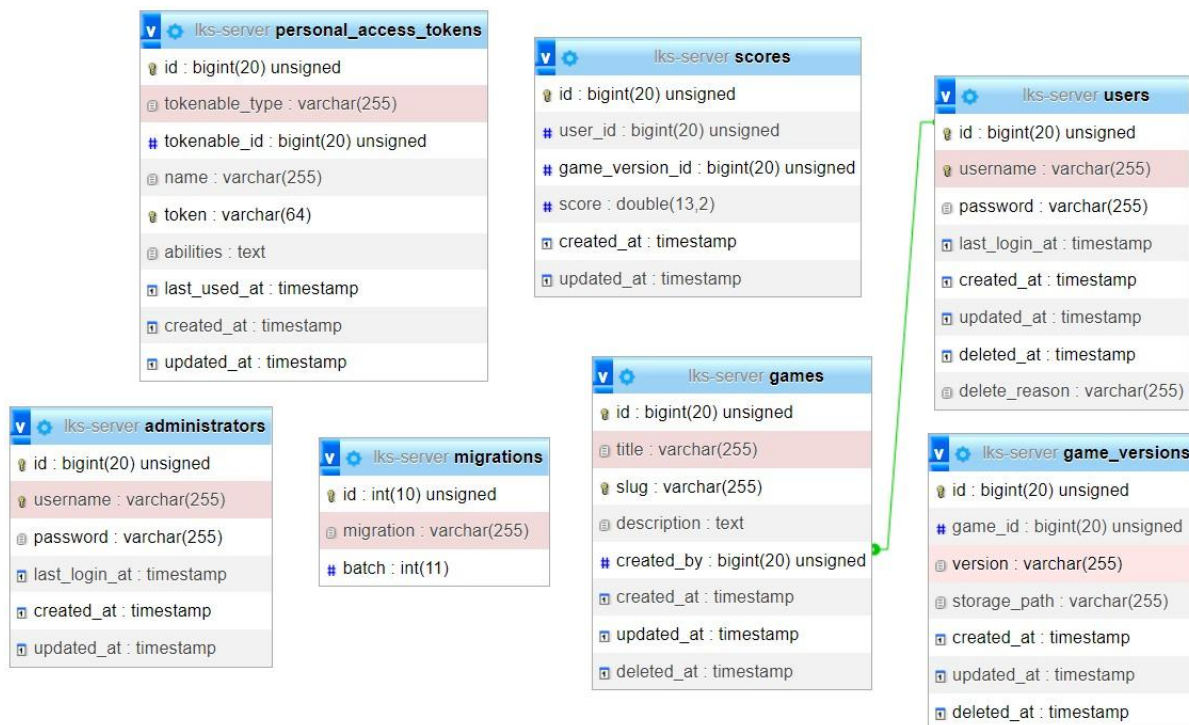 lks-server personal_access_tokens
id : bigint(20) unsigned
tokenable_type : varchar(255)
tokenable_id : bigint(20) unsigned
name : varchar(255)
token : varchar(64)
abilities : text
last_used_at : timestamp
created_at : timestamp
updated_at : timestamp
lks-server scores
id : bigint(20) unsigned
user_id : bigint(20) unsigned
game_version_id : bigint(20) unsigned
score : double(13,2)
created_at : timestamp
updated_at : timestamp
lks-server users
id : bigint(20) unsigned
username : varchar(255)
password : varchar(255)
last_login_at : timestamp
created_at : timestamp
updated_at : timestamp
deleted_at : timestamp
delete_reason : varchar(255)
lks-server administrators
id : bigint(20) unsigned
username : varchar(255)
password : varchar(255)
last_login_at : timestamp
created_at : timestamp
updated_at : timestamp
lks-server migrations
id : int(10) unsigned
migration : varchar(255)
batch : int(11)
lks-server games
id : bigint(20) unsigned
title : varchar(255)
slug : varchar(255)
description : text
created_by : bigint(20) unsigned
created_at : timestamp
updated_at : timestamp
deleted_at : timestamp
lks-server game_versions
id : bigint(20) unsigned
game_id : bigint(20) unsigned
version : varchar(255)
storage_path : varchar(255)
created_at : timestamp
updated_at : timestamp
deleted_at : timestamp